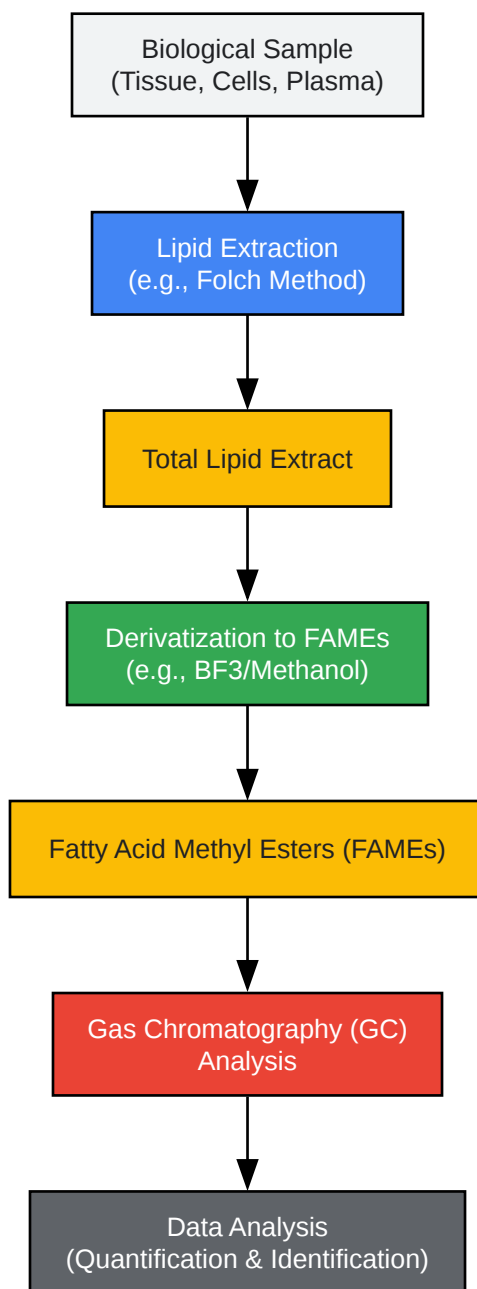 Biological Sample
(Tissue, Cells, Plasma)
Lipid Extraction
(e.g., Folch Method)
Total Lipid Extract
Derivatization to FAMEs
(e.g., BF3/Methanol)
Fatty Acid Methyl Esters (FAMEs)
Gas Chromatography (GC)
Analysis
Data Analysis
(Quantification & Identification)